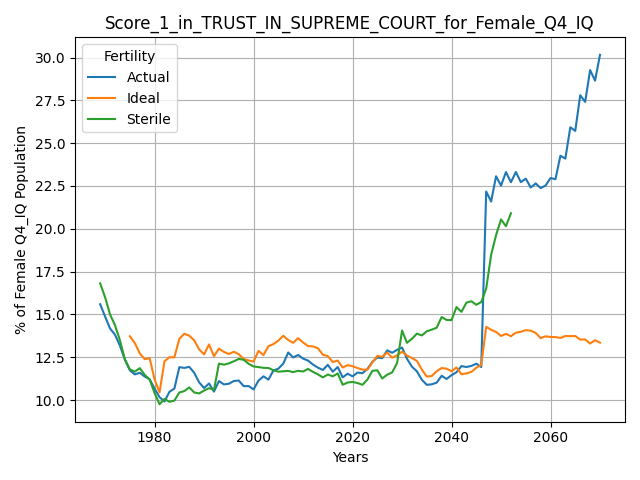 Score_1_in_TRUST_IN_SUPREME_COURT_for_Female_Q4_IQ
Fertility
Actual
Ideal
Sterile
% of Female Q4_IQ Population
30.0
27.5
25.0
22.5
20.0
17.5
15.0
12.5
10.0
1980
2000
2020
2040
2060
Years